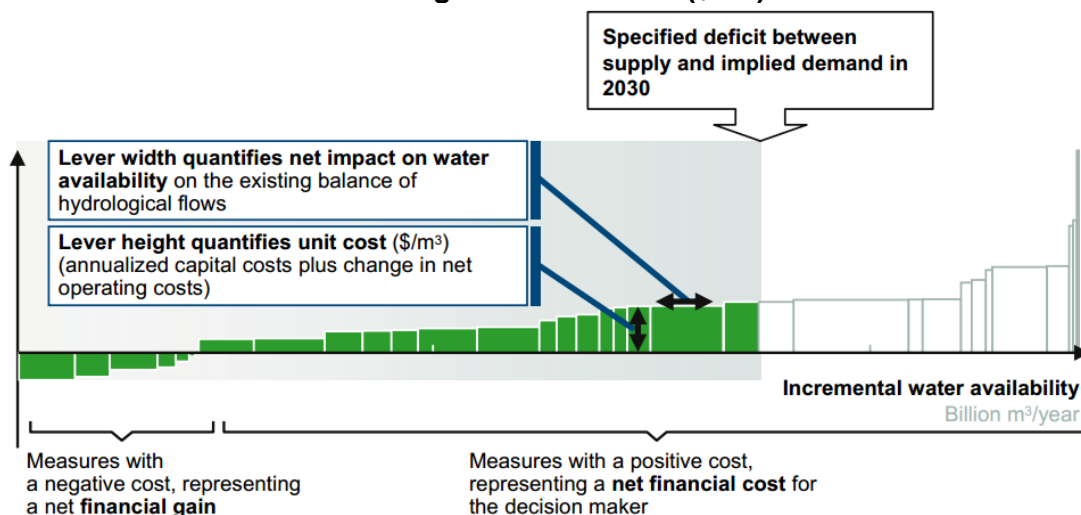 Specified deficit between
supply and implied demand in
2030
Lever width quantifies net impact on water
availability on the existing balance of
hydrological flows
Lever height quantifies unit cost ($/m³)
(annualized capital costs plus change in net
operating costs)
Incremental water availability
Billion m³/year
Measures with
a negative cost, representing
a net financial gain
Measures with a positive cost,
representing a net financial cost for
the decision maker